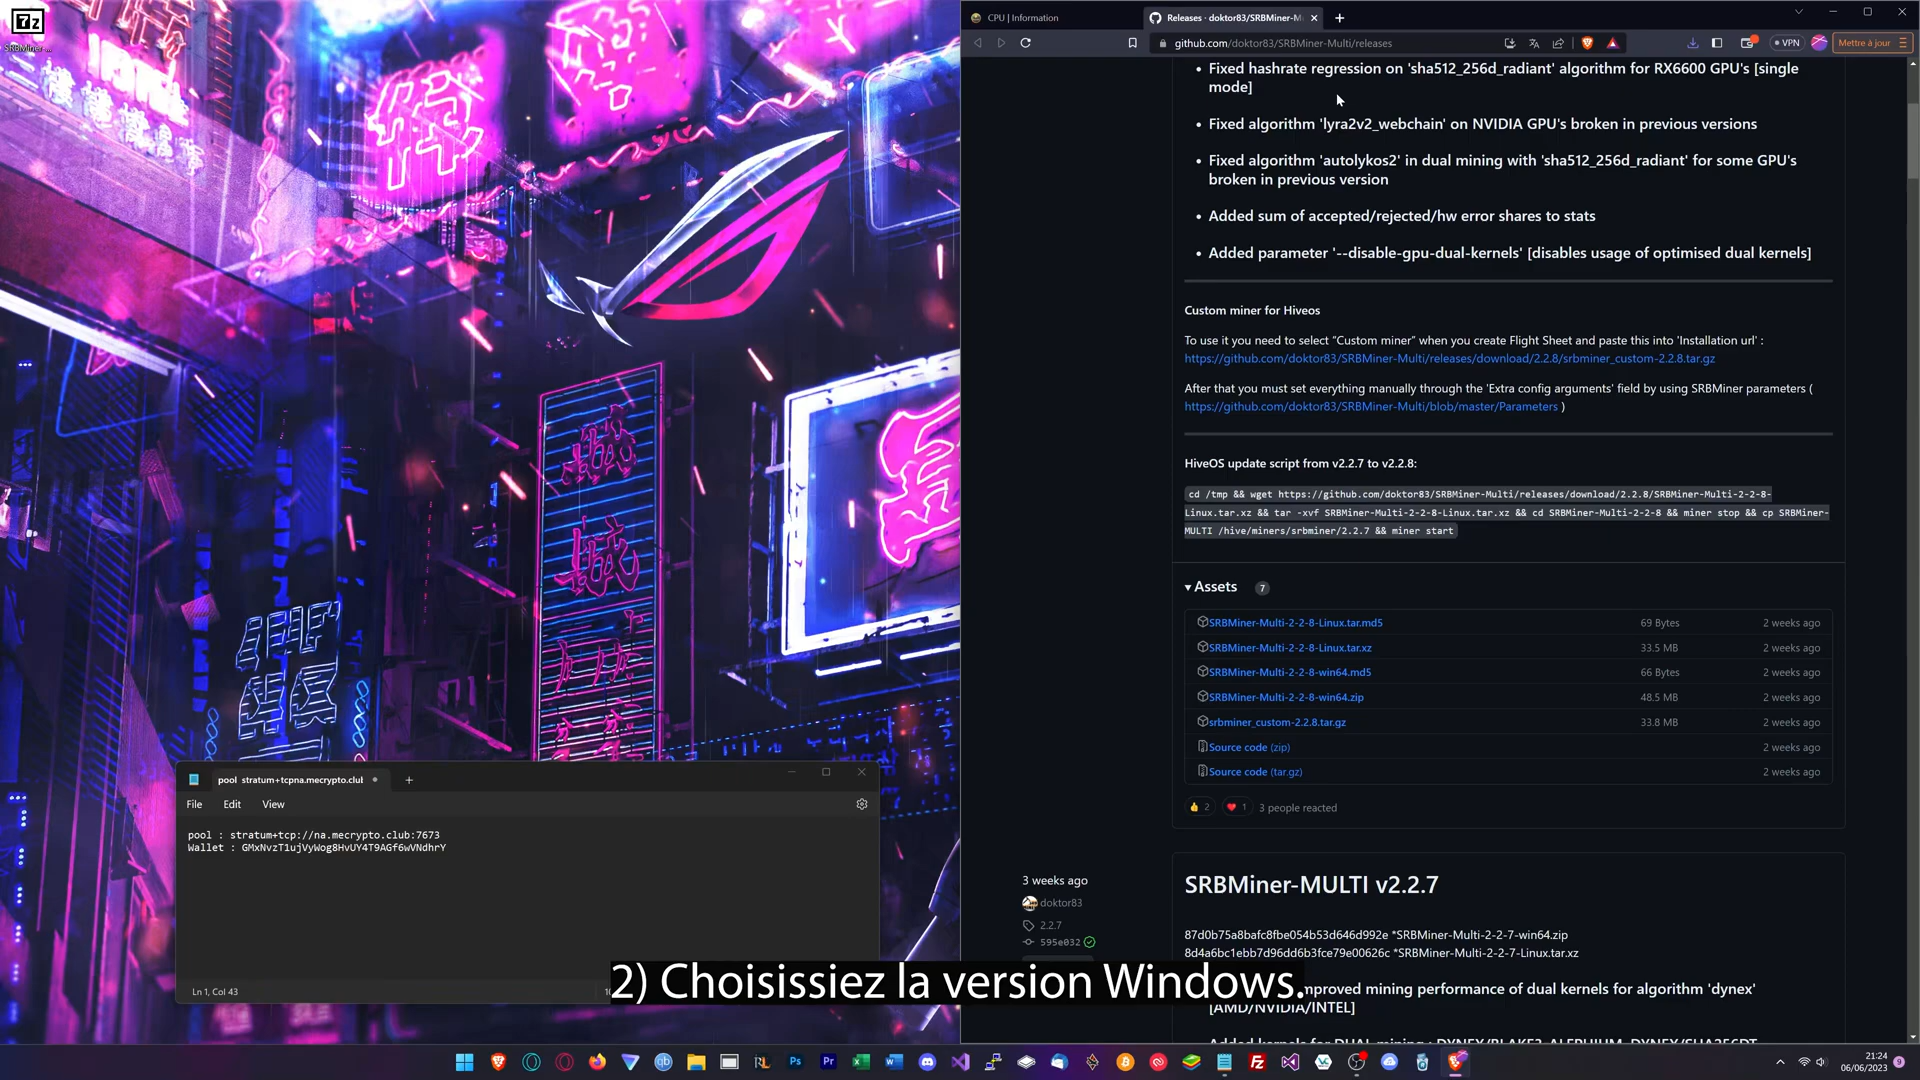 SRBMiner-...
CPU | Information
Releases · doktor83/SRBMiner-M
github.com/doktor83/SRBMiner-Multi/releases
VPN
Mettre à jour
• Fixed hashrate regression on 'sha512_256d_radiant' algorithm for RX6600 GPU's [single
mode]
• Fixed algorithm 'lyra2v2_webchain' on NVIDIA GPU's broken in previous versions
• Fixed algorithm 'autolykos2' in dual mining with 'sha512_256d_radiant' for some GPU's
broken in previous version
• Added sum of accepted/rejected/hw error shares to stats
• Added parameter '--disable-gpu-dual-kernels' [disables usage of optimised dual kernels]
Custom miner for Hiveos
To use it you need to select "Custom miner" when you create Flight Sheet and paste this into 'Installation url' :
https://github.com/doktor83/SRBMiner-Multi/releases/download/2.2.8/srbminer_custom-2.2.8.tar.gz
After that you must set everything manually through the 'Extra config arguments' field by using SRBMiner parameters (
https://github.com/doktor83/SRBMiner-Multi/blob/master/Parameters )
HiveOS update script from v2.2.7 to v2.2.8:
cd /tmp && wget https://github.com/doktor83/SRBMiner-Multi/releases/download/2.2.8/SRBMiner-Multi-2-2-8-
Linux.tar.xz && tar -xvf SRBMiner-Multi-2-2-8-Linux.tar.xz && cd SRBMiner-Multi-2-2-8 && miner stop && cp SRBMiner-
MULTI /hive/miners/srbminer/2.2.7 && miner start
Assets 7
SRBMiner-Multi-2-2-8-Linux.tar.md5 69 Bytes 2 weeks ago
SRBMiner-Multi-2-2-8-Linux.tar.xz 33.5 MB 2 weeks ago
SRBMiner-Multi-2-2-8-win64.md5 66 Bytes 2 weeks ago
SRBMiner-Multi-2-2-8-win64.zip 48.5 MB 2 weeks ago
srbminer_custom-2.2.8.tar.gz 33.8 MB 2 weeks ago
Source code (zip) 2 weeks ago
Source code (tar.gz) 2 weeks ago
👍 2 ❤️ 1 3 people reacted
3 weeks ago
doktor83
2.2.7
595e032
SRBMiner-MULTI v2.2.7
87d0b75a8bafc8fbe054b53d646d992e *SRBMiner-Multi-2-2-7-win64.zip
8d4a6bc1ebb7d96dd6b3fce79e00626c *SRBMiner-Multi-2-2-7-Linux.tar.xz
mproved mining performance of dual kernels for algorithm 'dynex'
[AMD/NVIDIA/INTEL]
pool stratum+tcpna.mecrypto.clul
File Edit View
pool : stratum+tcp://na.mecrypto.club:7673
Wallet : GMxNvzT1ujVyWog8HvUY4T9AGf6wVNdhrY
Ln 1, Col 43
2) Choisissiez la version Windows.
21:24
06/06/2023